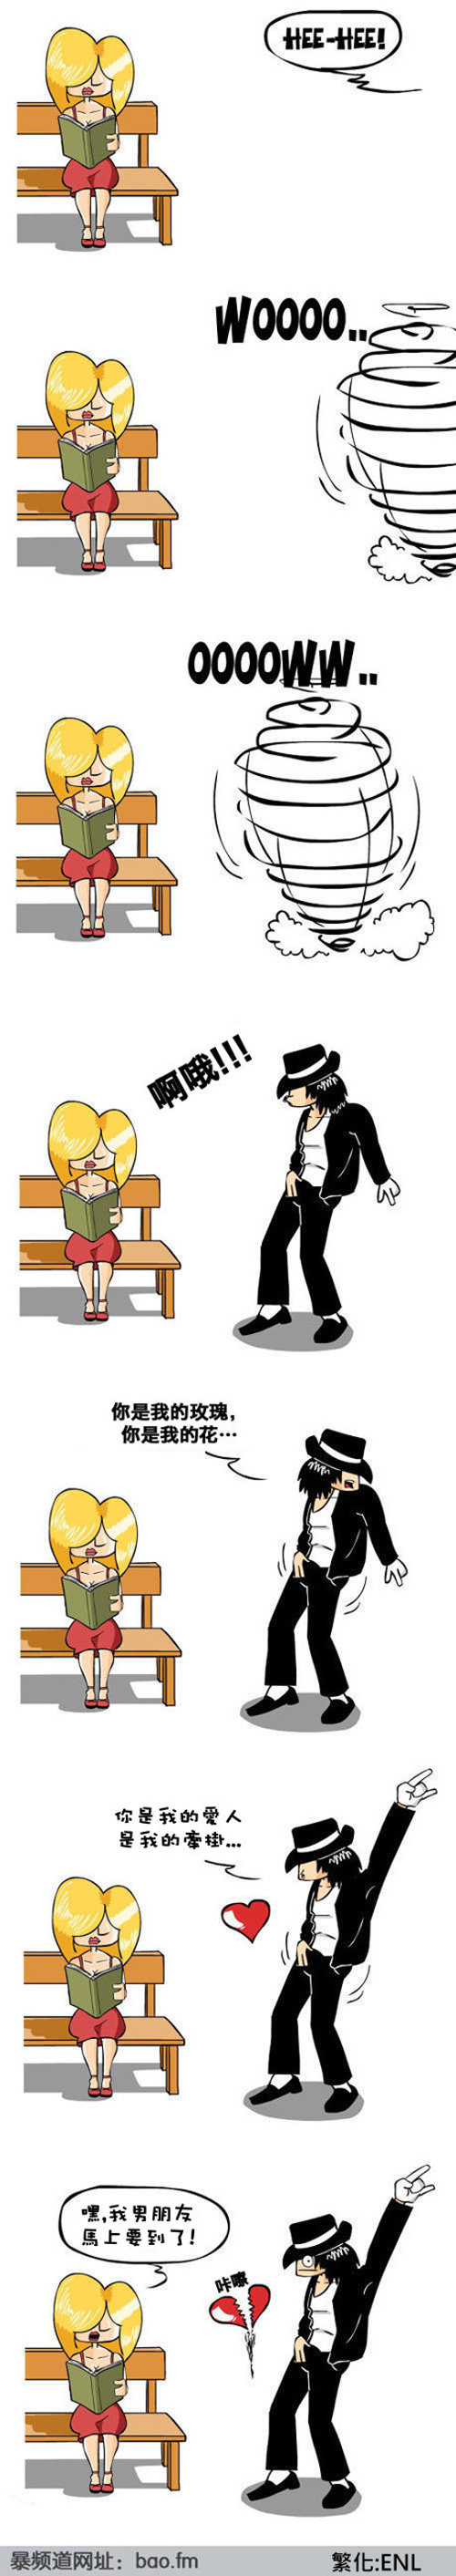 HEE-HEE!
WOOOO..
OOOOWW..
啊哦!!!
你是我的玫瑰,
你是我的花…
你是我的愛人
是我的牽掛...
嘿,我男朋友
馬上要到了!
咔嚓
暴频道网址：bao.fm
繁化:ENL